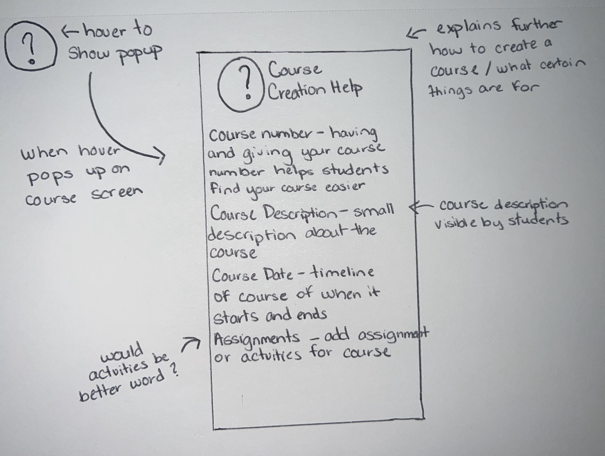 ?
← hover to
show popup
when hover
pops up on
course screen
? Course
Creation Help
Course number - having
and giving your course
number helps students
find your course easier
Course Description - small
description about the
course
Course Date - timeline
of course of when it
starts and ends
Assignments - add assignment
or actvities for course
← explains further
how to create a
course / what certain
things are for
← course description
visible by students
would
actvities be
better word?